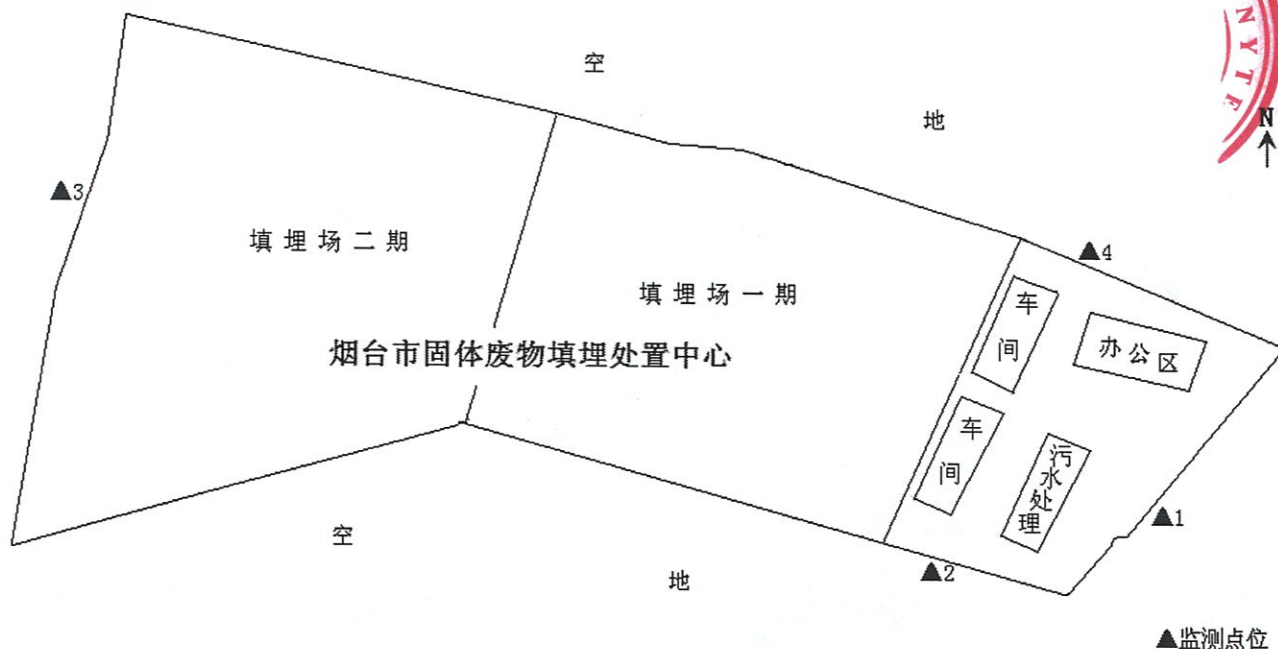 空
地
NYTF
N
▲3
填埋场二期
▲4
填埋场一期
车间
办公区
烟台市固体废物填埋处置中心
车间
污水处理
▲1
空
▲2
地
▲监测点位